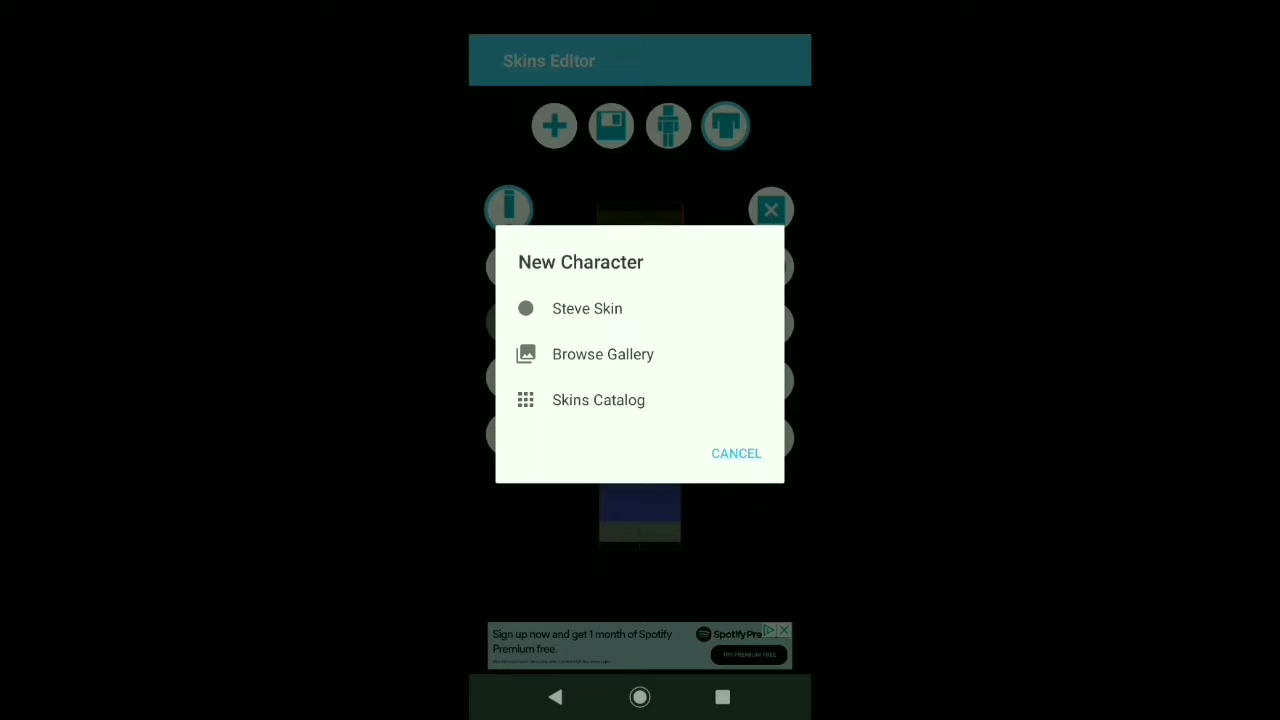 Skins Editor
New Character
Steve Skin
Browse Gallery
Skins Catalog
CANCEL
Sign up now and get 1 month of Spotify
Premium free.
Spotify Pre
TRY PREMIUM FREE